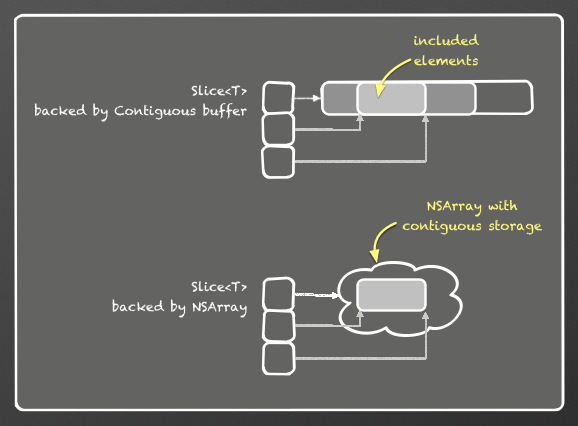 included
elements
Slice<T>
backed by Contiguous buffer
NSArray with
contiguous storage
Slice<T>
backed by NSArray